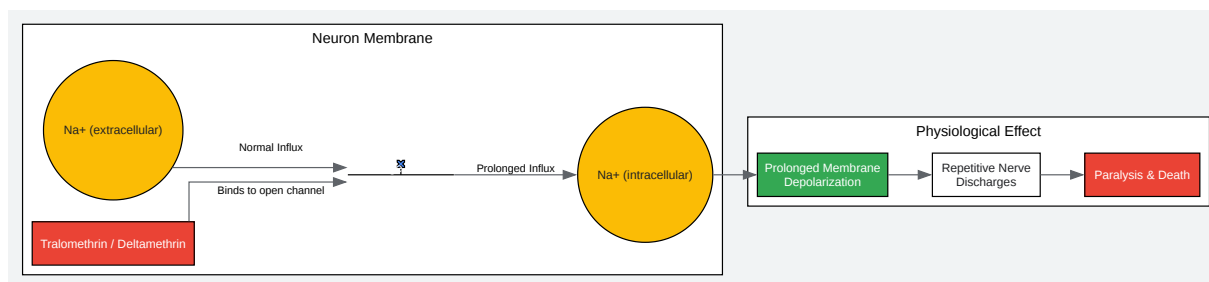 Neuron Membrane
Na+ (extracellular)
Normal Influx
Binds to open channel
Tralomethrin / Deltamethrin
Prolonged Influx
Na+ (intracellular)
Physiological Effect
Prolonged Membrane
Depolarization
Repetitive Nerve
Discharges
Paralysis & Death